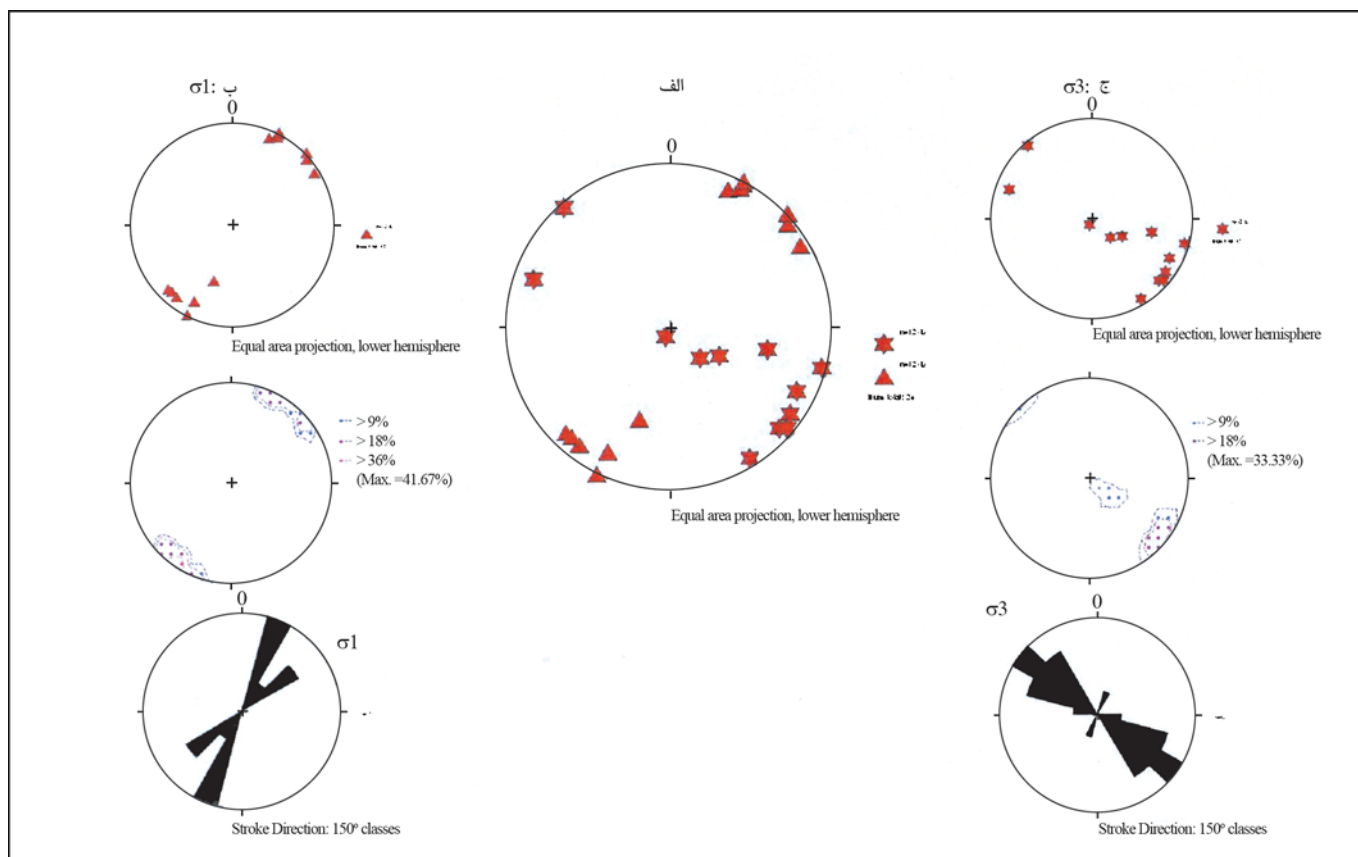 σ1: ب
0
Equal area projection, lower hemisphere
> 9%
> 18%
> 36%
(Max. =41.67%)
0
σ1
Stroke Direction: 150º classes
الف
0
Equal area projection, lower hemisphere
σ3: ج
0
Equal area projection, lower hemisphere
> 9%
> 18%
(Max. =33.33%)
σ3
0
Stroke Direction: 150º classes